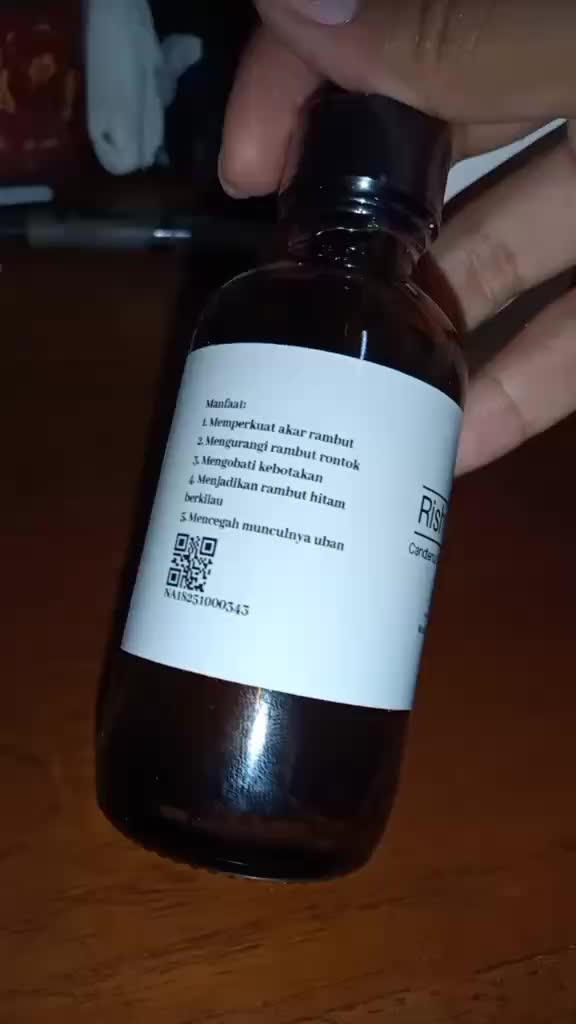 Manfaat:
1. Memperkuat akar rambut
2. Mengurangi rambut rontok
3. Mengobati kebotakan
4. Menjadikan rambut hitam
berkilau
5. Mencegah munculnya uban
NA18251000343